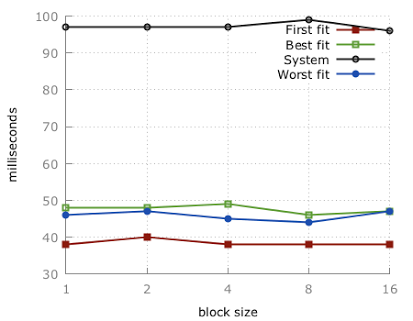 100
90
80
70
60
50
40
30
milliseconds
First fit
Best fit
System
Worst fit
1 2 4 8 16
block size